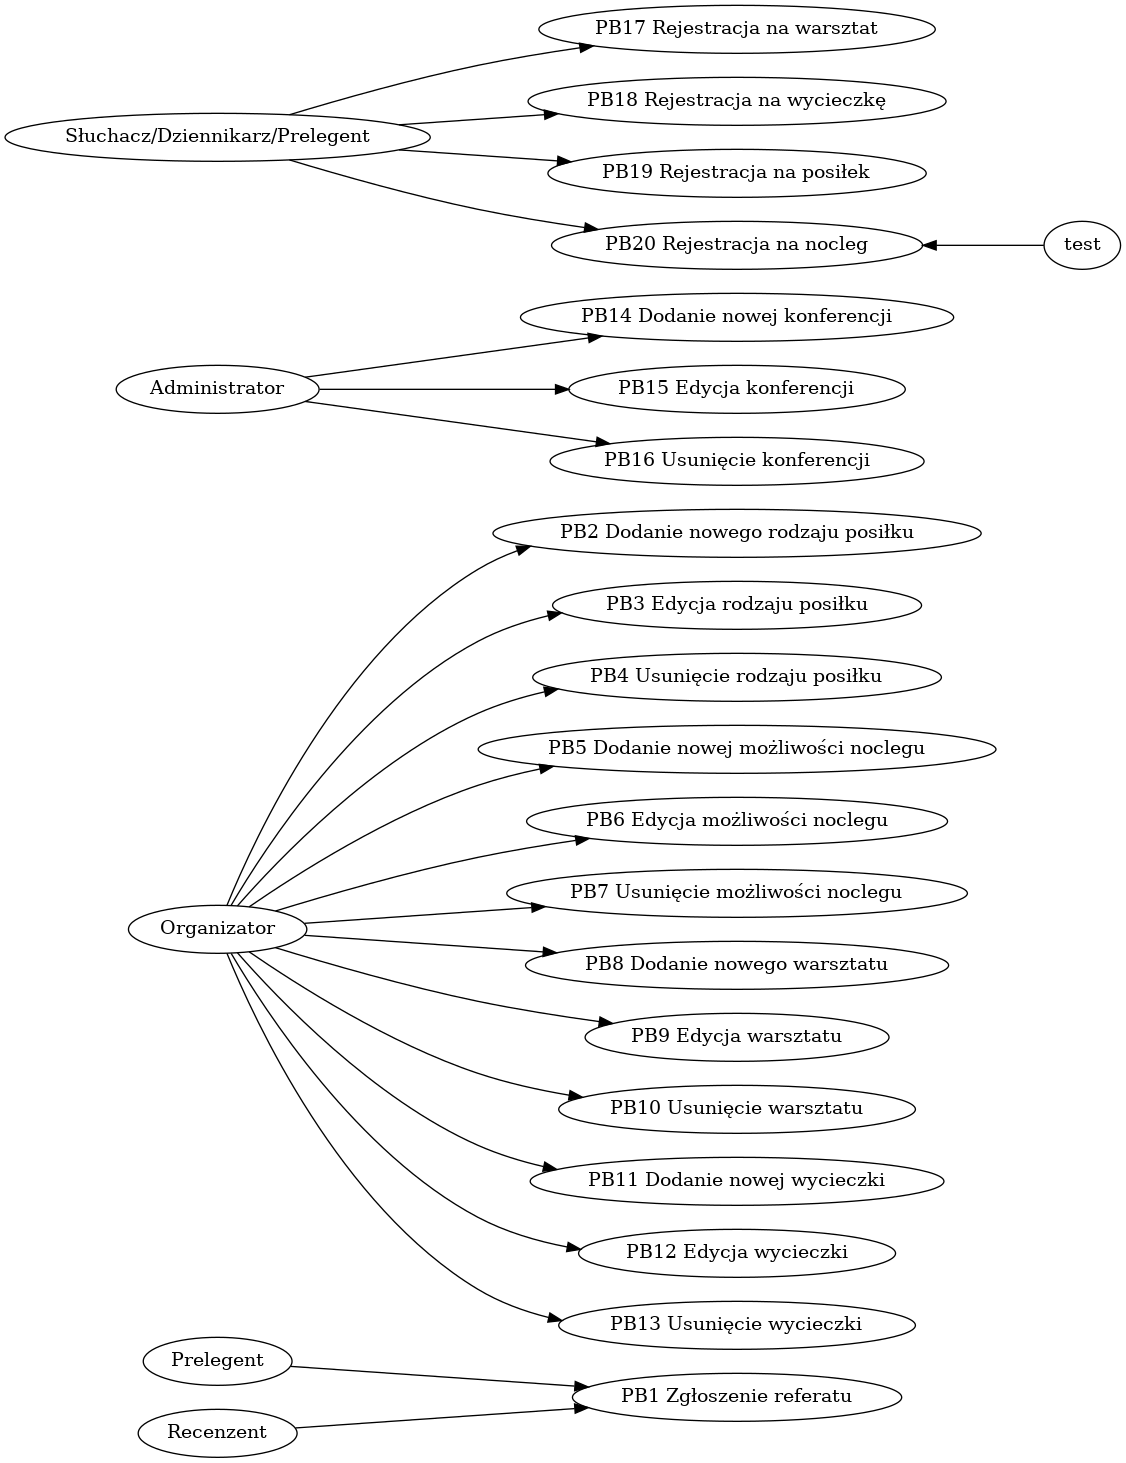 PB17 Rejestracja na warsztat
PB18 Rejestracja na wycieczkę
Słuchacz/Dziennikarz/Prelegent
PB19 Rejestracja na posiłek
PB20 Rejestracja na nocleg
test
PB14 Dodanie nowej konferencji
Administrator
PB15 Edycja konferencji
PB16 Usunięcie konferencji
PB2 Dodanie nowego rodzaju posiłku
PB3 Edycja rodzaju posiłku
PB4 Usunięcie rodzaju posiłku
PB5 Dodanie nowej możliwości noclegu
PB6 Edycja możliwości noclegu
PB7 Usunięcie możliwości noclegu
Organizator
PB8 Dodanie nowego warsztatu
PB9 Edycja warsztatu
PB10 Usunięcie warsztatu
PB11 Dodanie nowej wycieczki
PB12 Edycja wycieczki
PB13 Usunięcie wycieczki
Prelegent
PB1 Zgłoszenie referatu
Recenzent